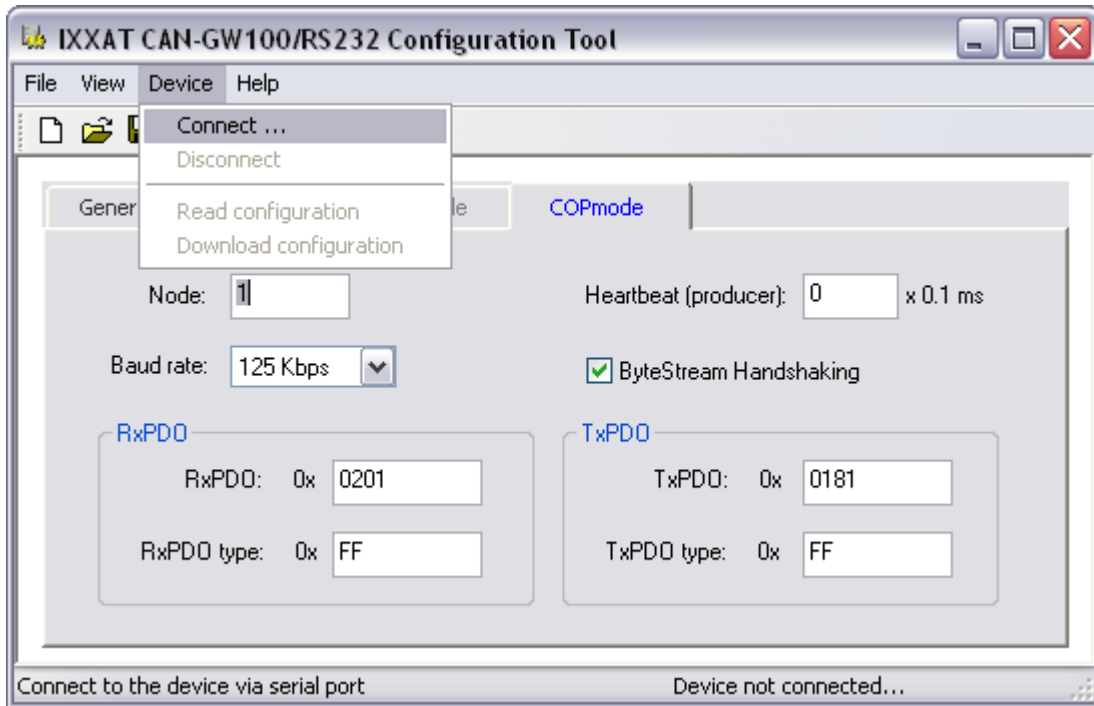 IXXAT CAN-GW100/RS232 Configuration Tool
File View Device Help
Connect ...
Disconnect
Read configuration
Download configuration
Gener le COPmode
Node: 1 Heartbeat (producer): 0 x 0.1 ms
Baud rate: 125 Kbps ByteStream Handshaking
RxPDO TxPDO
RxPDO: 0x 0201 TxPDO: 0x 0181
RxPDO type: 0x FF TxPDO type: 0x FF
Connect to the device via serial port Device not connected...